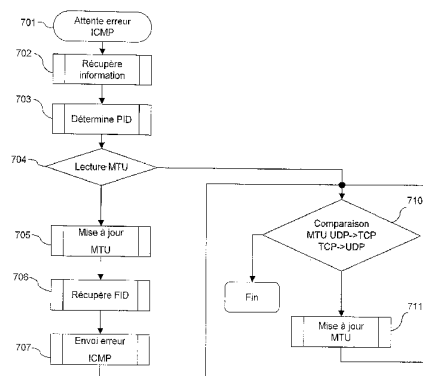 701
Attente erreur
ICMP
702
Récupère
information
703
Détermine PID
704
Lecture MTU
705
Mise à jour
MTU
706
Récupère FID
707
Envoi erreur
ICMP
710
Comparaison
MTU UDP->TCP
TCP->UDP
Fin
711
Mise à jour
MTU